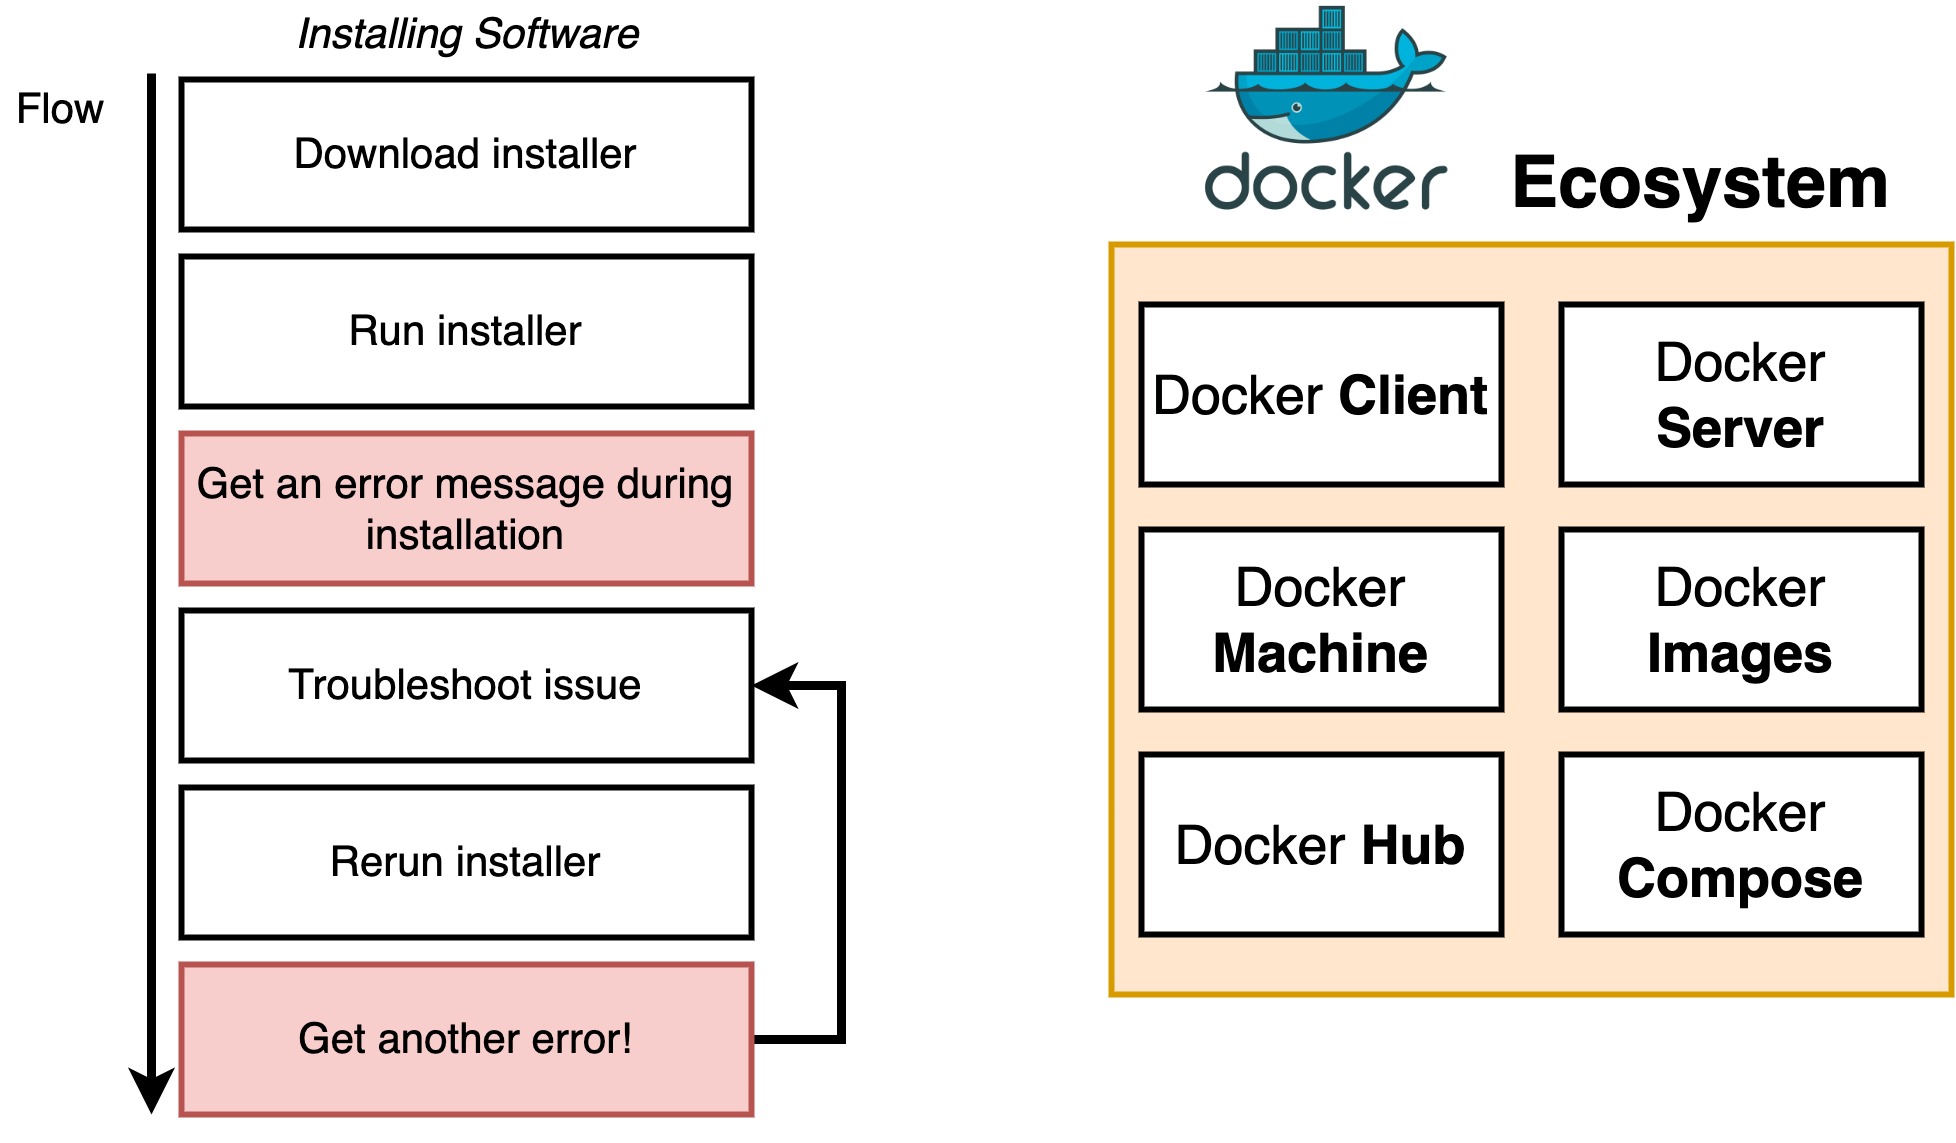 Installing Software
Flow
Download installer
Run installer
Get an error message during
installation
Troubleshoot issue
Rerun installer
Get another error!
docker
Ecosystem
Docker Client
Docker
Server
Docker
Machine
Docker
Images
Docker Hub
Docker
Compose